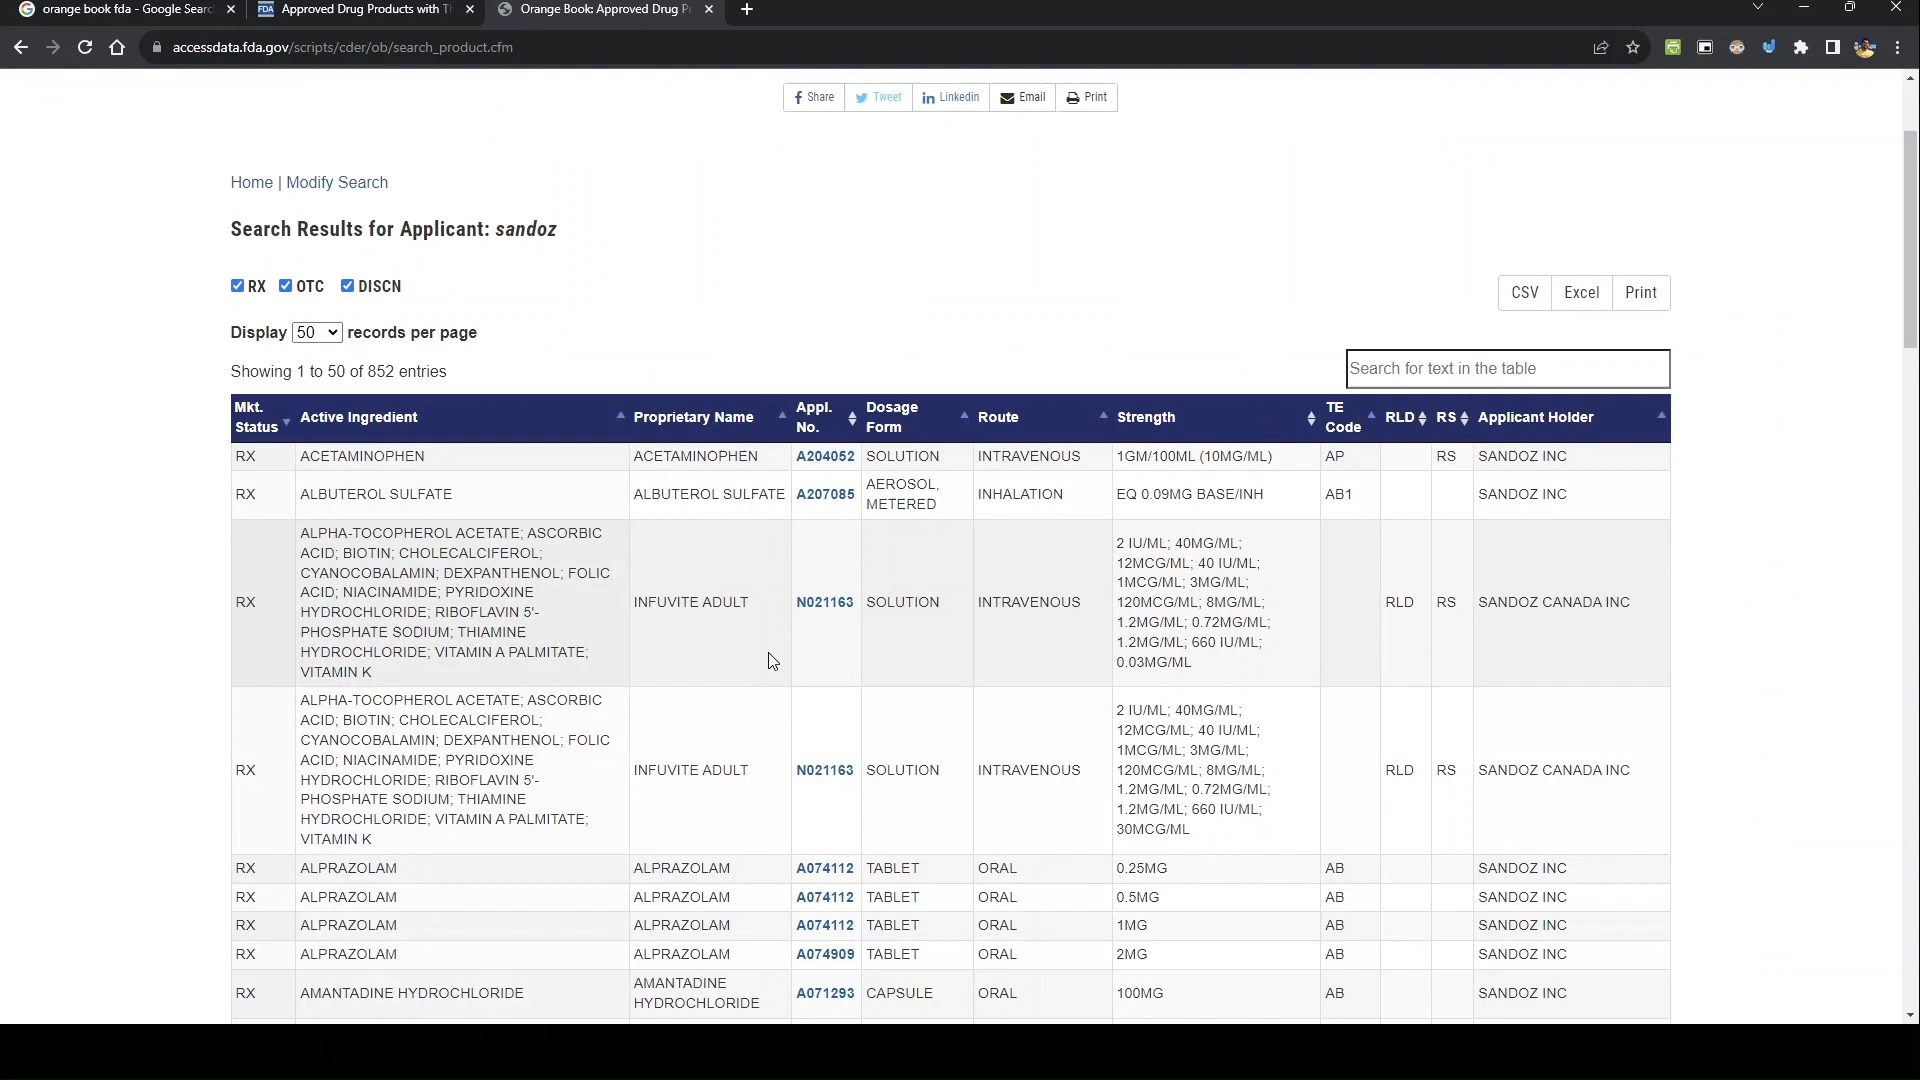 orange book fda - Google Searc
Approved Drug Products with T
Orange Book: Approved Drug P
accessdata.fda.gov/scripts/cder/ob/search_product.cfm
Share Tweet Linkedin Email Print
Home | Modify Search
Search Results for Applicant: sandoz
RX OTC DISCN
CSV Excel Print
Display 50 records per page
Showing 1 to 50 of 852 entries
Search for text in the table
Mkt. Status Active Ingredient Proprietary Name Appl. No. Dosage Form Route Strength TE Code RLD RS Applicant Holder
RX ACETAMINOPHEN ACETAMINOPHEN A204052 SOLUTION INTRAVENOUS 1GM/100ML (10MG/ML) AP RS SANDOZ INC
RX ALBUTEROL SULFATE ALBUTEROL SULFATE A207085 AEROSOL, METERED INHALATION EQ 0.09MG BASE/INH AB1 SANDOZ INC
RX
ALPHA-TOCOPHEROL ACETATE; ASCORBIC
ACID; BIOTIN; CHOLECALCIFEROL;
CYANOCOBALAMIN; DEXPANTHENOL; FOLIC
ACID; NIACINAMIDE; PYRIDOXINE
HYDROCHLORIDE; RIBOFLAVIN 5'-
PHOSPHATE SODIUM; THIAMINE
HYDROCHLORIDE; VITAMIN A PALMITATE;
VITAMIN K
INFUVITE ADULT N021163 SOLUTION INTRAVENOUS
2 IU/ML; 40MG/ML;
12MCG/ML; 40 IU/ML;
1MCG/ML; 3MG/ML;
120MCG/ML; 8MG/ML;
1.2MG/ML; 0.72MG/ML;
1.2MG/ML; 660 IU/ML;
0.03MG/ML
RLD RS SANDOZ CANADA INC
RX
ALPHA-TOCOPHEROL ACETATE; ASCORBIC
ACID; BIOTIN; CHOLECALCIFEROL;
CYANOCOBALAMIN; DEXPANTHENOL; FOLIC
ACID; NIACINAMIDE; PYRIDOXINE
HYDROCHLORIDE; RIBOFLAVIN 5'-
PHOSPHATE SODIUM; THIAMINE
HYDROCHLORIDE; VITAMIN A PALMITATE;
VITAMIN K
INFUVITE ADULT N021163 SOLUTION INTRAVENOUS
2 IU/ML; 40MG/ML;
12MCG/ML; 40 IU/ML;
1MCG/ML; 3MG/ML;
120MCG/ML; 8MG/ML;
1.2MG/ML; 0.72MG/ML;
1.2MG/ML; 660 IU/ML;
30MCG/ML
RLD RS SANDOZ CANADA INC
RX ALPRAZOLAM ALPRAZOLAM A074112 TABLET ORAL 0.25MG AB SANDOZ INC
RX ALPRAZOLAM ALPRAZOLAM A074112 TABLET ORAL 0.5MG AB SANDOZ INC
RX ALPRAZOLAM ALPRAZOLAM A074112 TABLET ORAL 1MG AB SANDOZ INC
RX ALPRAZOLAM ALPRAZOLAM A074909 TABLET ORAL 2MG AB SANDOZ INC
RX AMANTADINE HYDROCHLORIDE AMANTADINE HYDROCHLORIDE A071293 CAPSULE ORAL 100MG AB SANDOZ INC